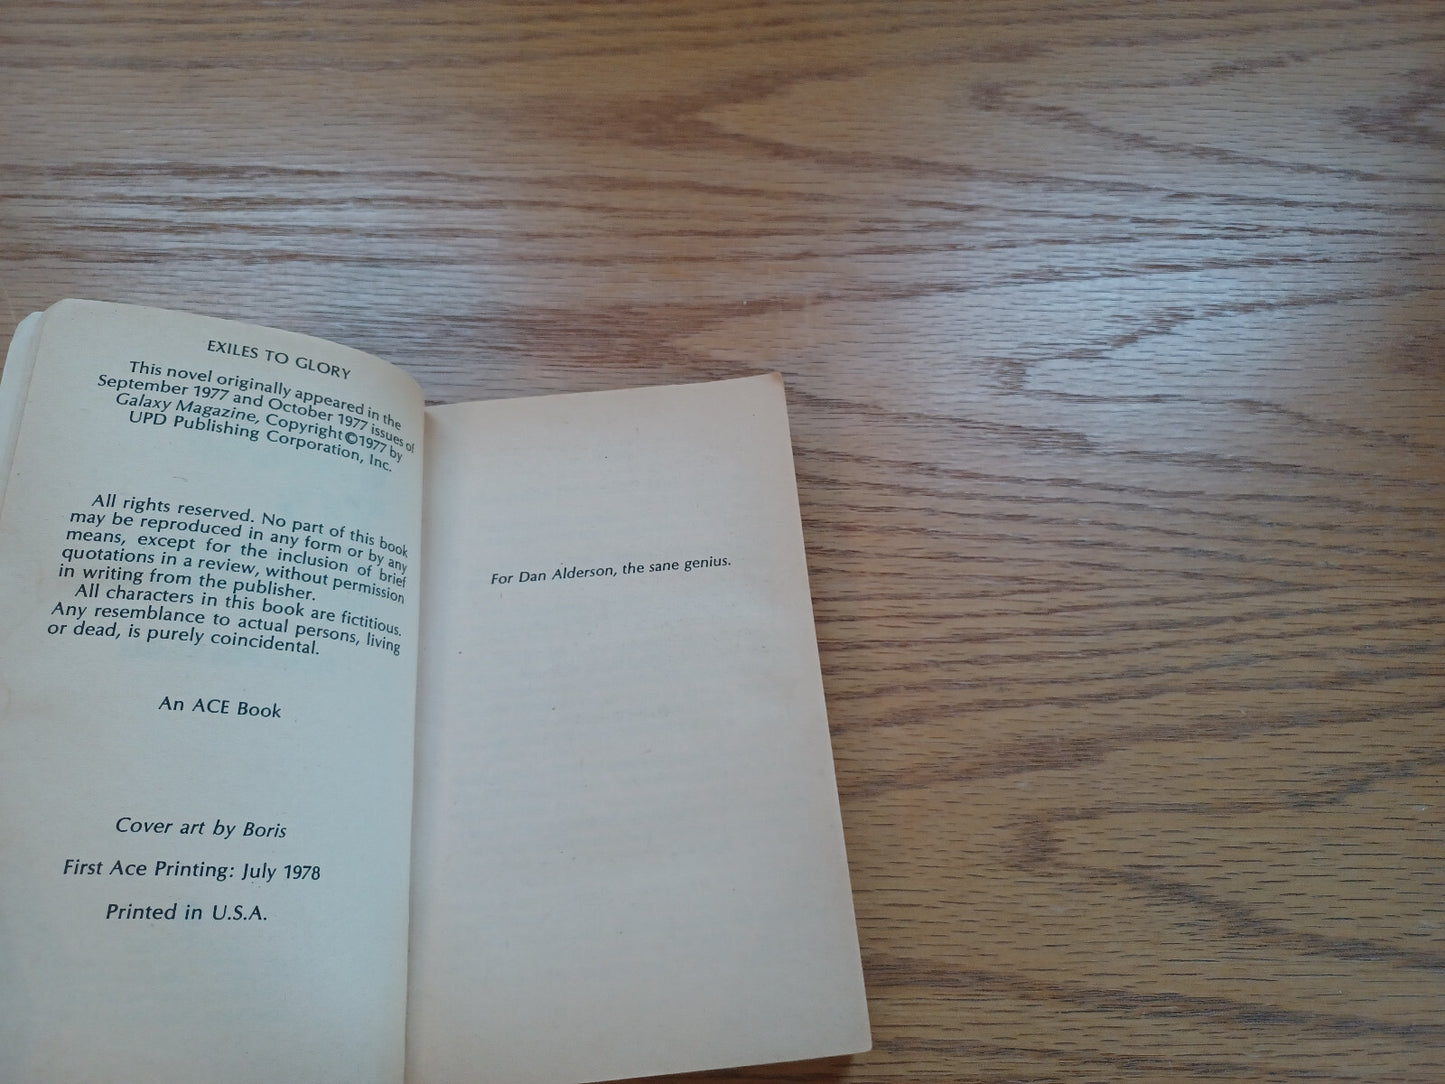 EXILES TO GLORY
This novel originally appeared in the
September 1977 and October 1977 issues of
Galaxy Magazine, Copyright ©1977 by
UPD Publishing Corporation, Inc.
All rights reserved. No part of this book
may be reproduced in any form or by any
means, except for the inclusion of brief
quotations in a review, without permission
in writing from the publisher.
All characters in this book are fictitious.
Any resemblance to actual persons, living
or dead, is purely coincidental.
An ACE Book
Cover art by Boris
First Ace Printing: July 1978
Printed in U.S.A.
For Dan Alderson, the sane genius.